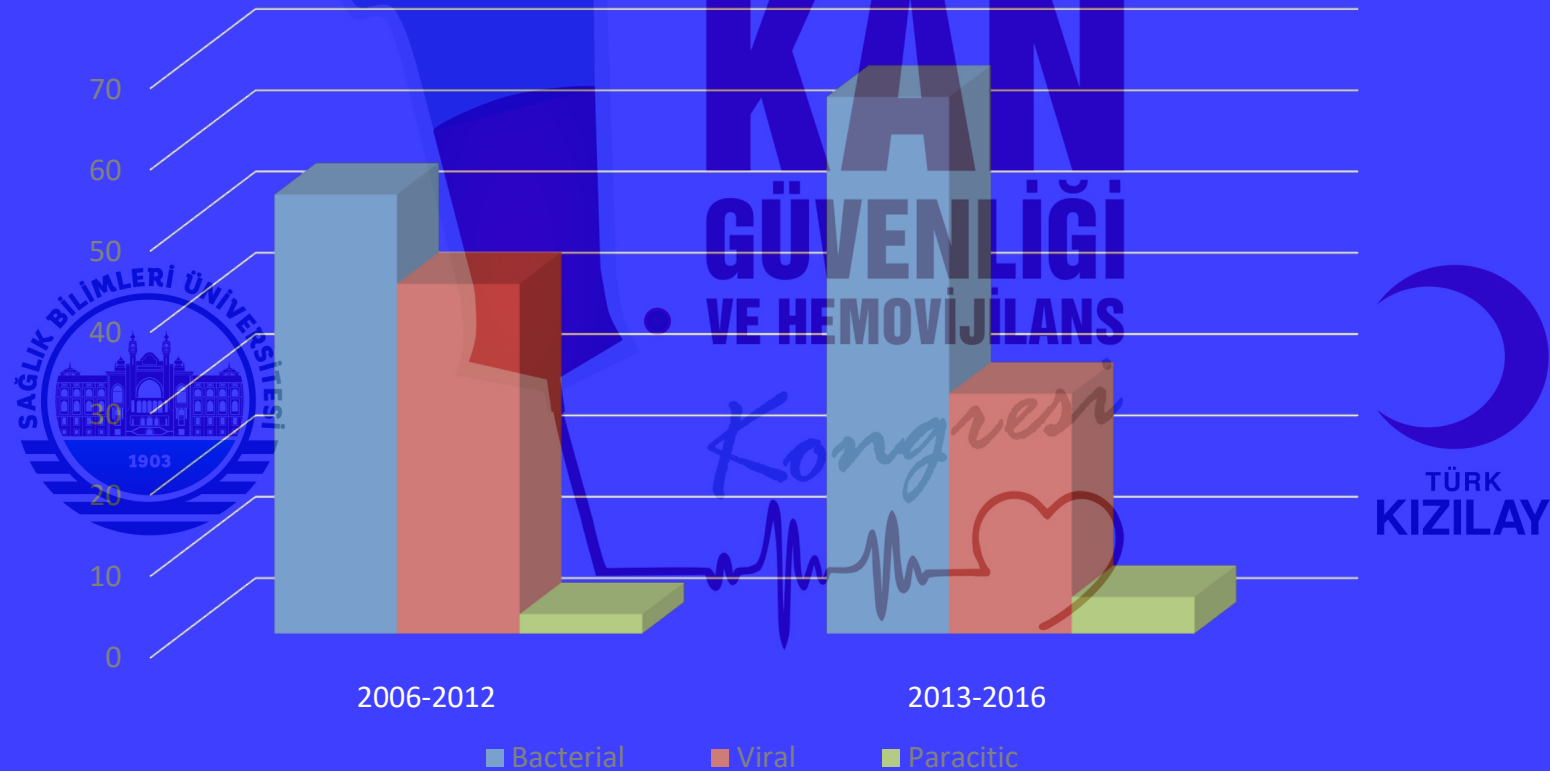 KAN
GÜVENLİĞİ
VE HEMOVİJİLANS
Kongresi
70
60
50
40
30
20
10
0
SAĞLIK BİLİMLERİ ÜNİVERSİTESİ
1903
TÜRK
KIZILAY
2006-2012 2013-2016
Bacterial Viral Paracitic